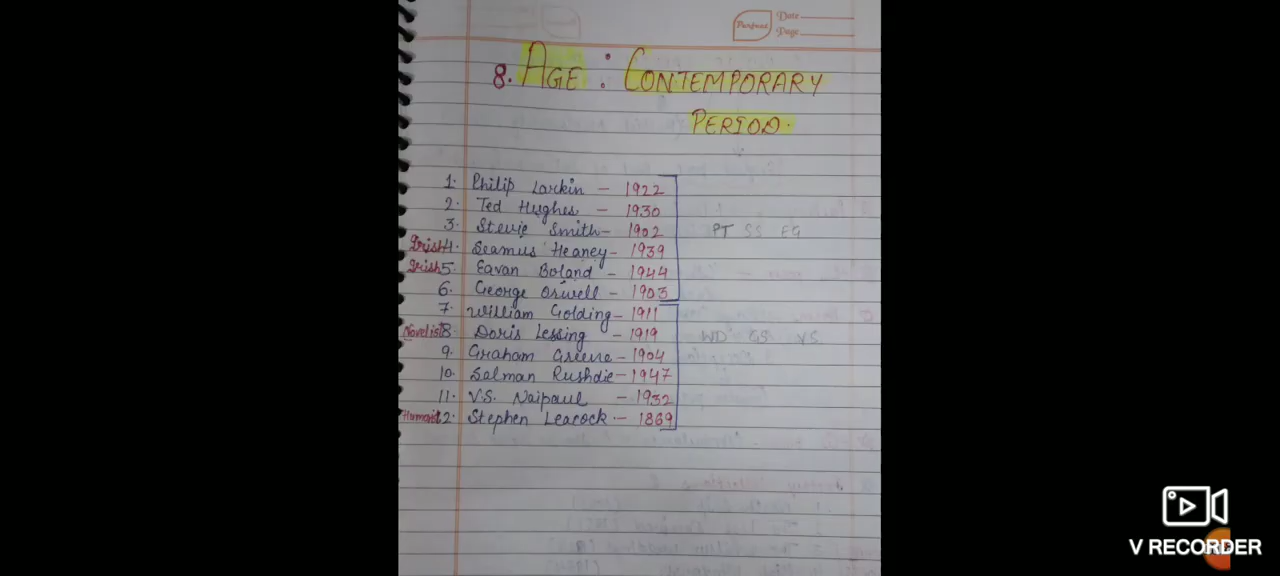 Perfect
Date
Page
8. AGE : CONTEMPORARY
PERIOD.
1. Philip Larkin - 1922
2. Ted Hughes - 1930
3. Stevie Smith - 1902 PT SS EG
Irish 4. Seamus Heaney - 1939
Irish 5. Eavan Boland - 1944
6. George Orwell - 1903
7. William Golding - 1911
Novelist 8. Doris Lessing - 1919 WD GS VS
9. Graham Greene - 1904
10. Salman Rushdie - 1947
11. V.S. Naipaul - 1932
12. Stephen Leacock - 1869
V RECORDER